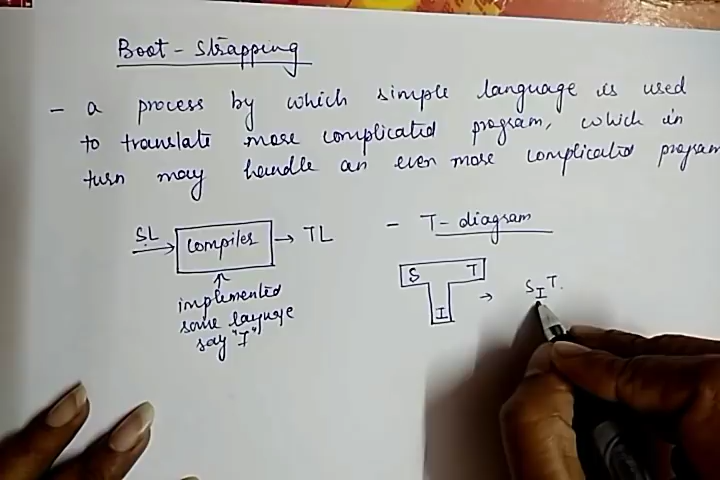 Boot - Strapping
- a process by which simple language is used
to translate more complicated program, which in
turn may handle an even more complicated program
SL → Compiler → TL
implemented
some language
say "I"
- T- diagram
S T
I
→ S I T.